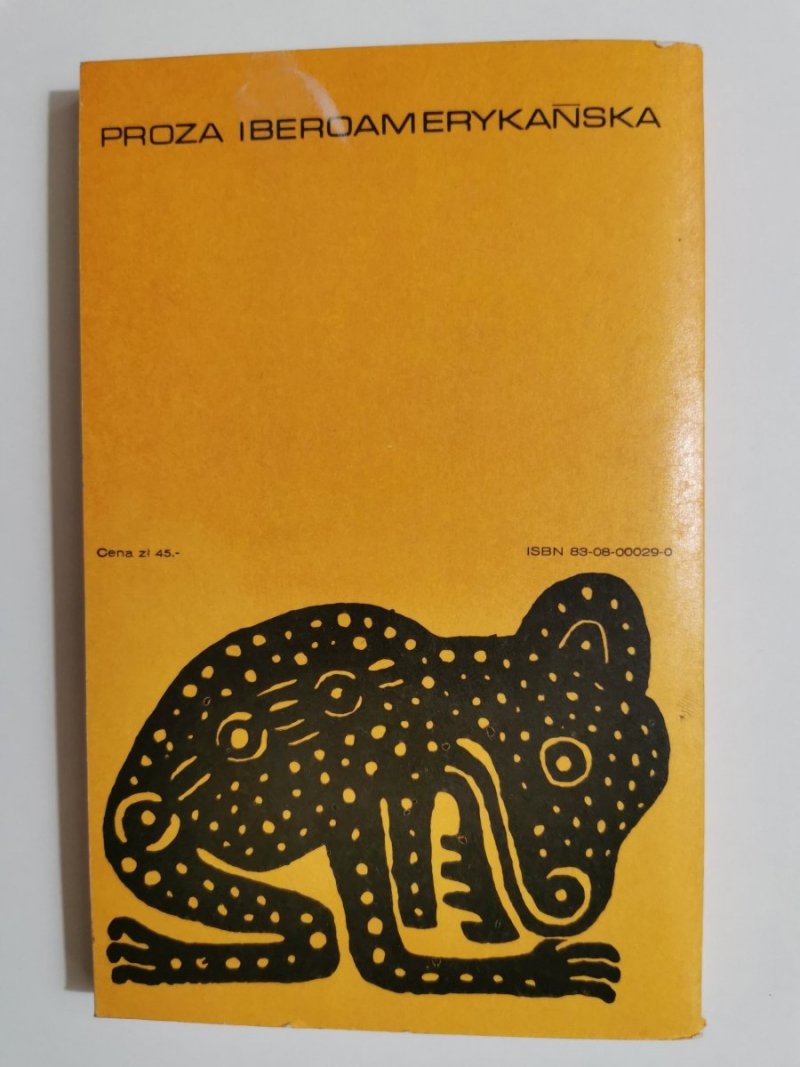 PROZA IBEROAMERYKAŃSKA
Cena zł 45.-
ISBN 83-08-00029-0